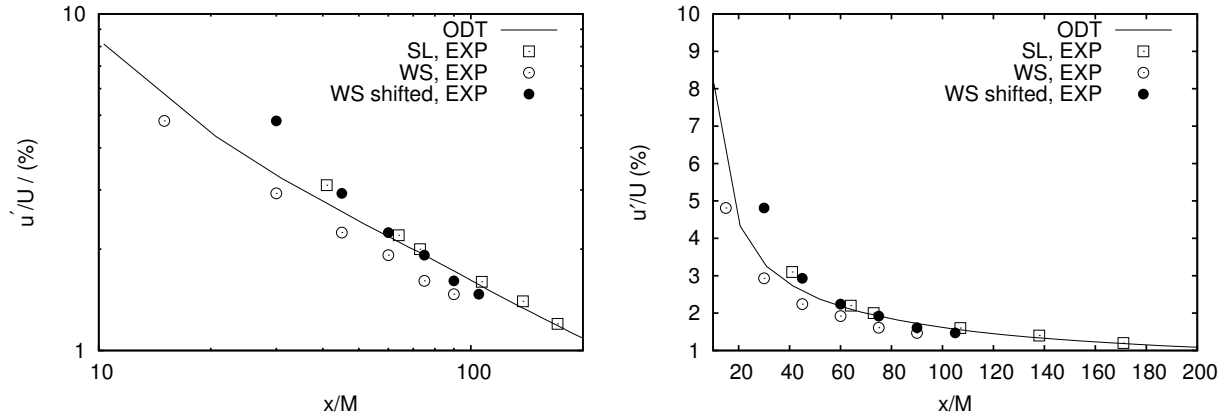 10
1
10
100
u´/U / (%)
x/M
ODT
SL, EXP
WS, EXP
WS shifted, EXP
10
9
8
7
6
5
4
3
2
1
20 40 60 80 100 120 140 160 180 200
u′/U (%)
x/M
ODT
SL, EXP
WS, EXP
WS shifted, EXP